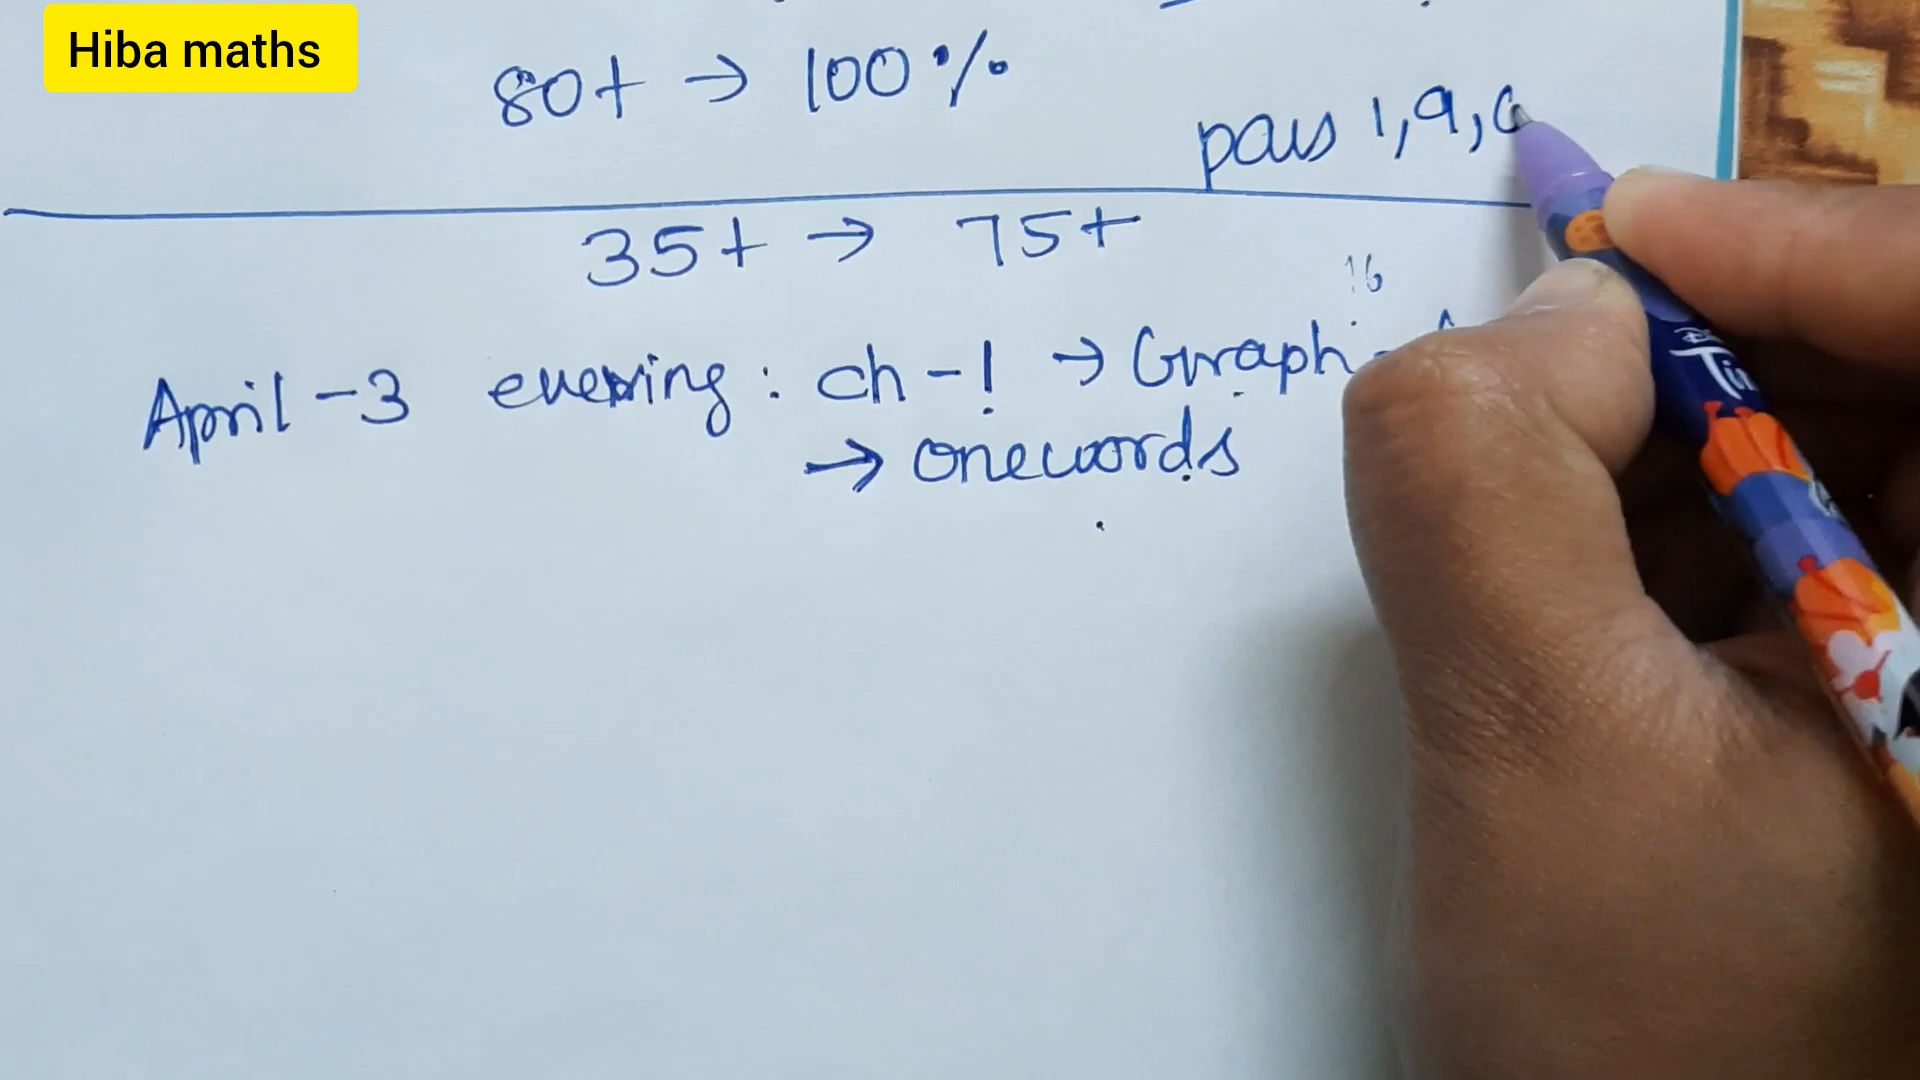 Hiba maths
80+ → 100%
pass 1, 9,
35+ → 75+
16
April - 3 evening : ch - 1 → Graph -
→ onewords